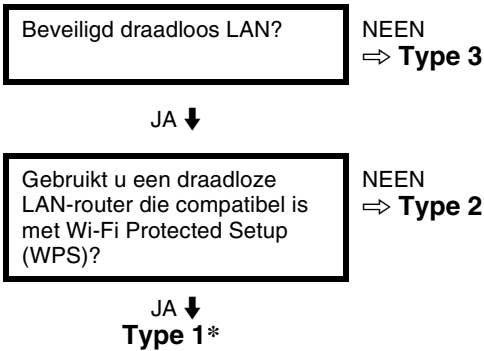 Beveiligd draadloos LAN?
NEEN
⇨ Type 3
JA ⬇
Gebruikt u een draadloze
LAN-router die compatibel is
met Wi-Fi Protected Setup
(WPS)?
NEEN
⇨ Type 2
JA ⬇
Type 1*